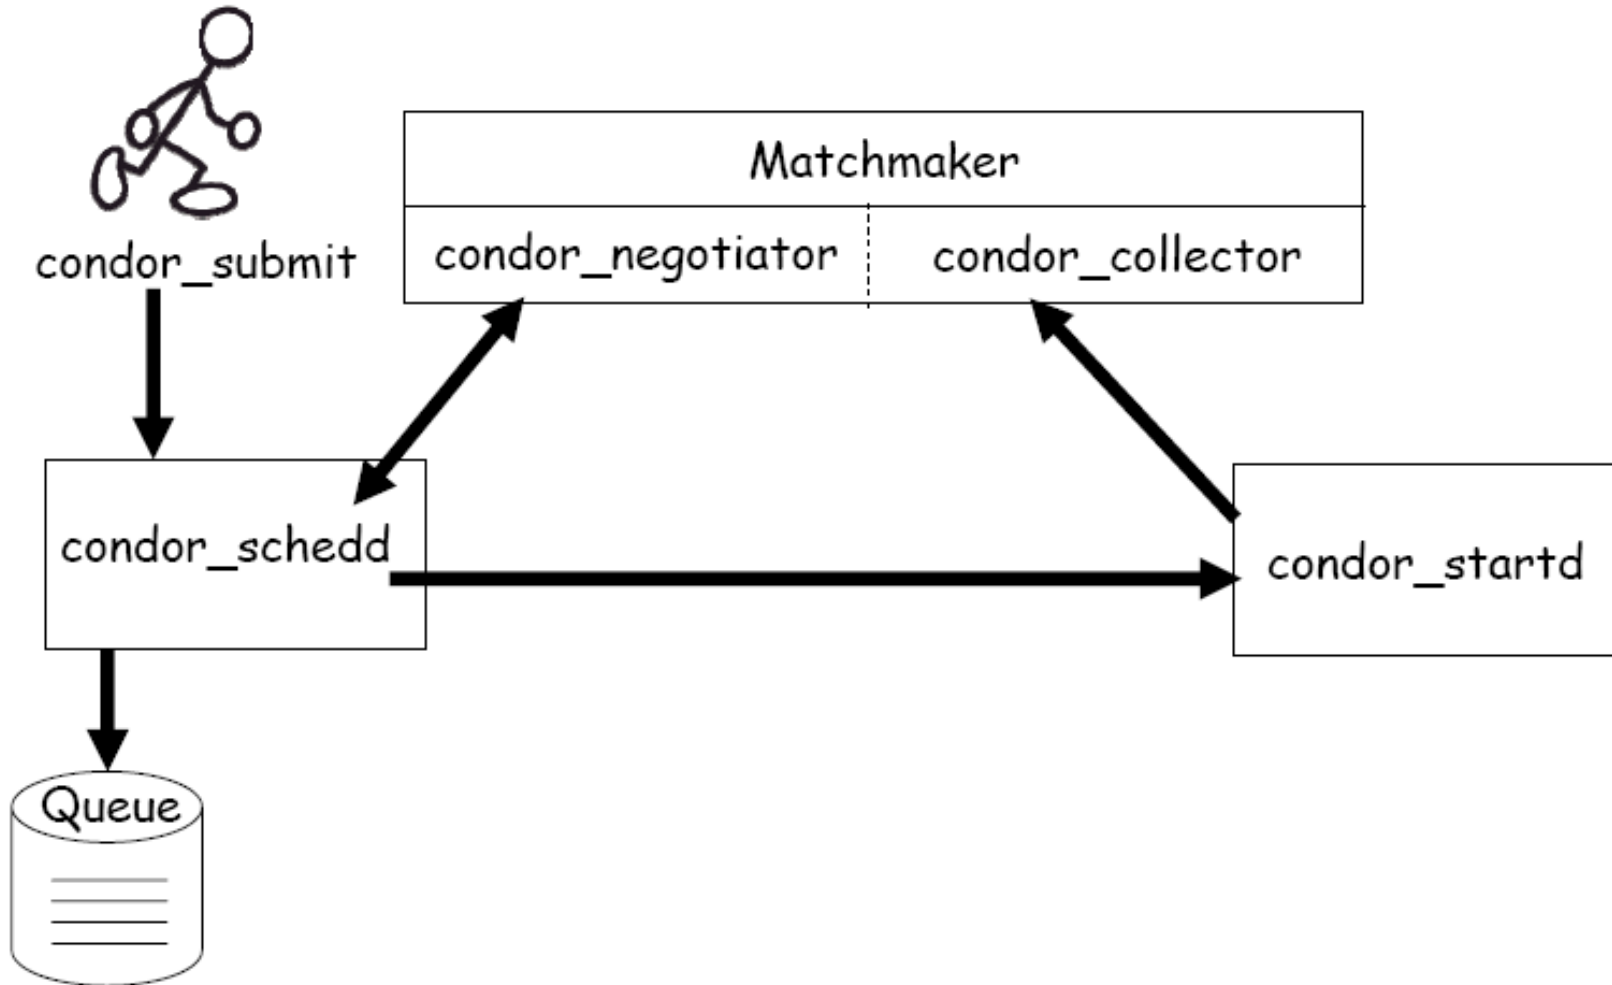 Matchmaker
condor_submit
condor_negotiator
condor_collector
condor_schedd
condor_startd
Queue